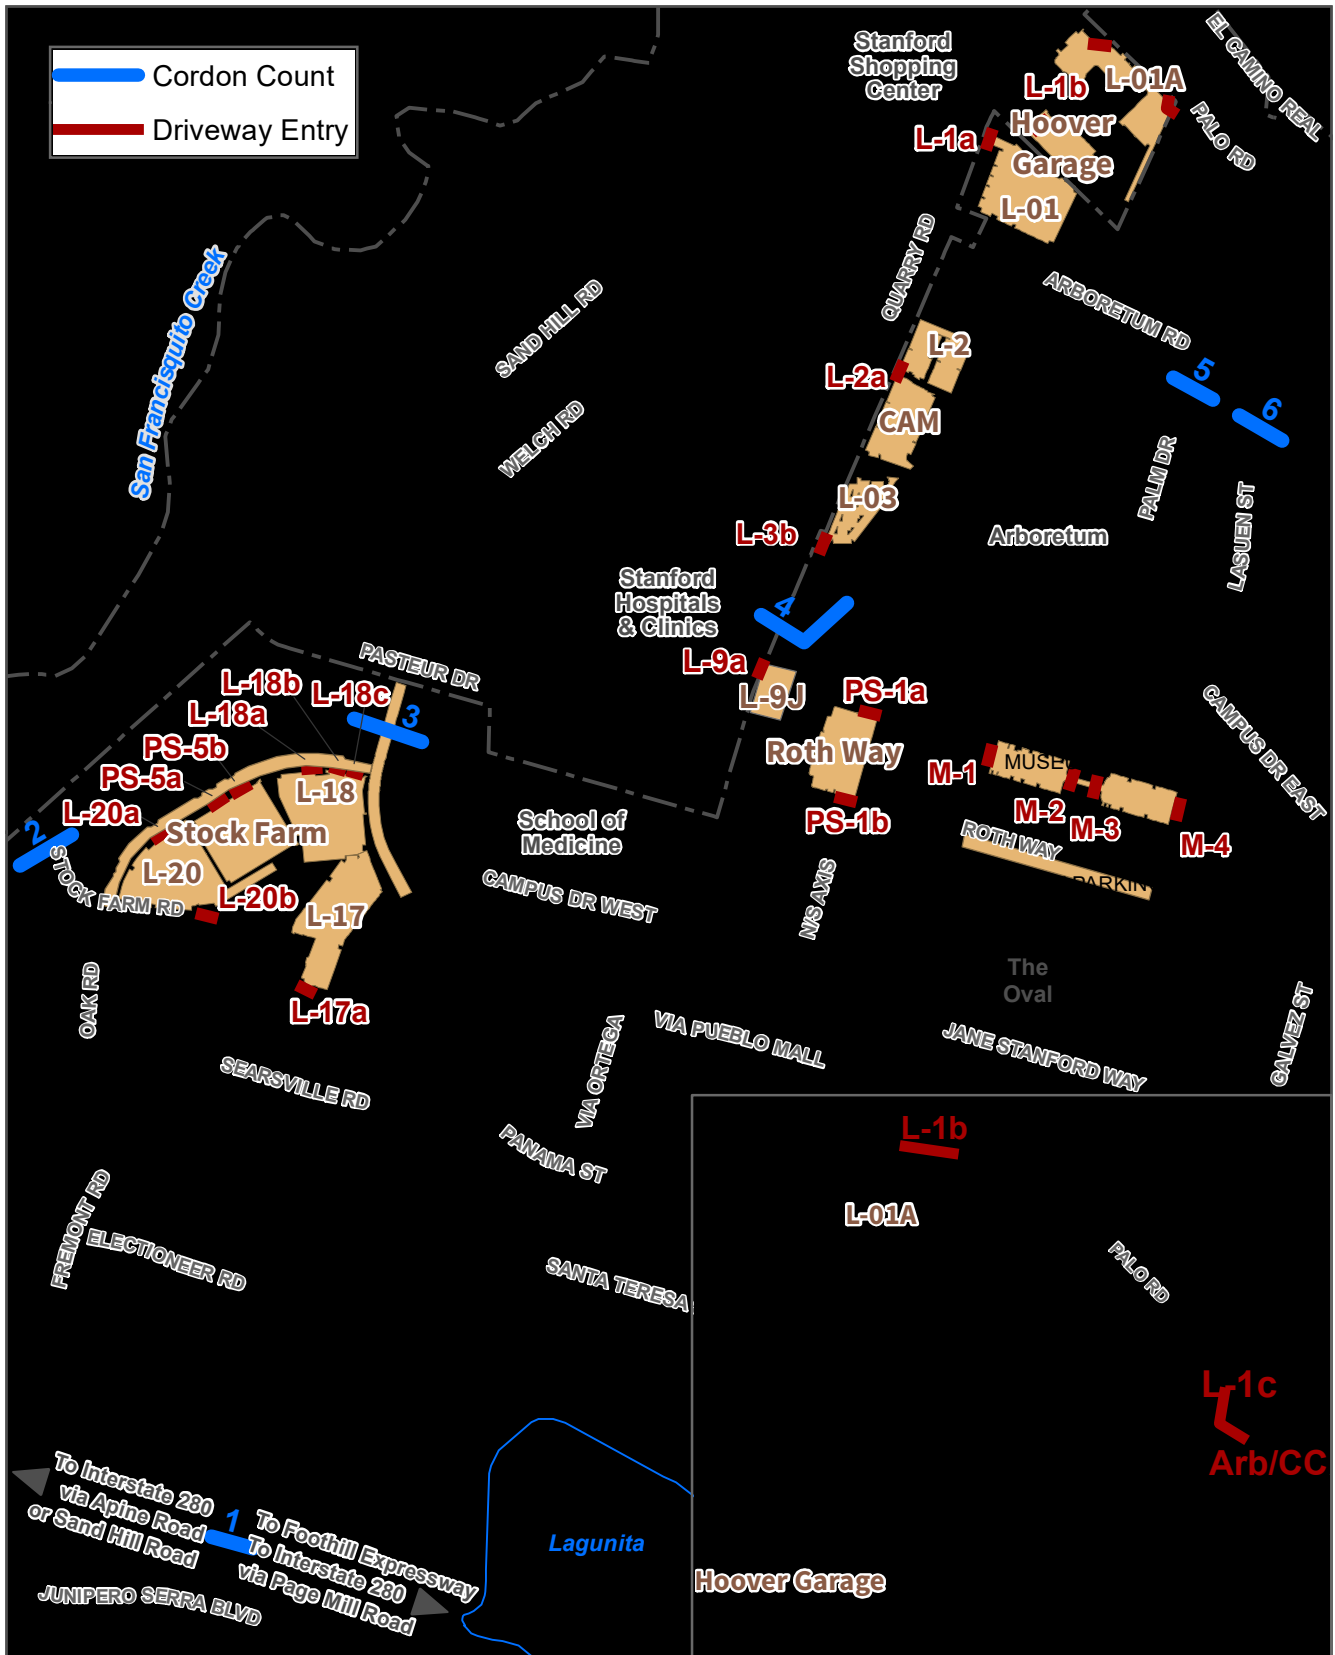 Cordon Count
Driveway Entry
Stanford
Shopping
Center
EL CAMINO REAL
L-1b
L-01A
L-1a
Hoover
Garage
L-01
PALO RD
San Francisquito Creek
SAND HILL RD
WELCH RD
QUARRY RD
ARBORETUM RD
L-2
L-2a
CAM
5
6
PALM DR
LASUEN ST
L-03
L-3b
Arboretum
Stanford
Hospitals
& Clinics
4
L-9a
L-9J
PASTEUR DR
L-18b
L-18c
L-18a
3
PS-5b
PS-5a
L-20a
L-18
Stock Farm
2
L-20
STOCK FARM RD
L-20b
L-17
L-17a
PS-1a
Roth Way
PS-1b
M-1
MUSEU
M-2
M-3
M-4
ROTH WAY
PARKIN
CAMPUS DR EAST
School of
Medicine
CAMPUS DR WEST
N/S AXIS
The
Oval
OAK RD
SEARSVILLE RD
VIA ORTEGA
VIA PUEBLO MALL
JANE STANFORD WAY
GALVEZ ST
PANAMA ST
FREMONT RD
ELECTIONEER RD
SANTA TERESA
L-1b
L-01A
PALO RD
L-1c
Arb/CC
Hoover Garage
To Interstate 280
via Apine Road
or Sand Hill Road
1
To Foothill Expressway
To Interstate 280
via Page Mill Road
JUNIPERO SERRA BLVD
Lagunita